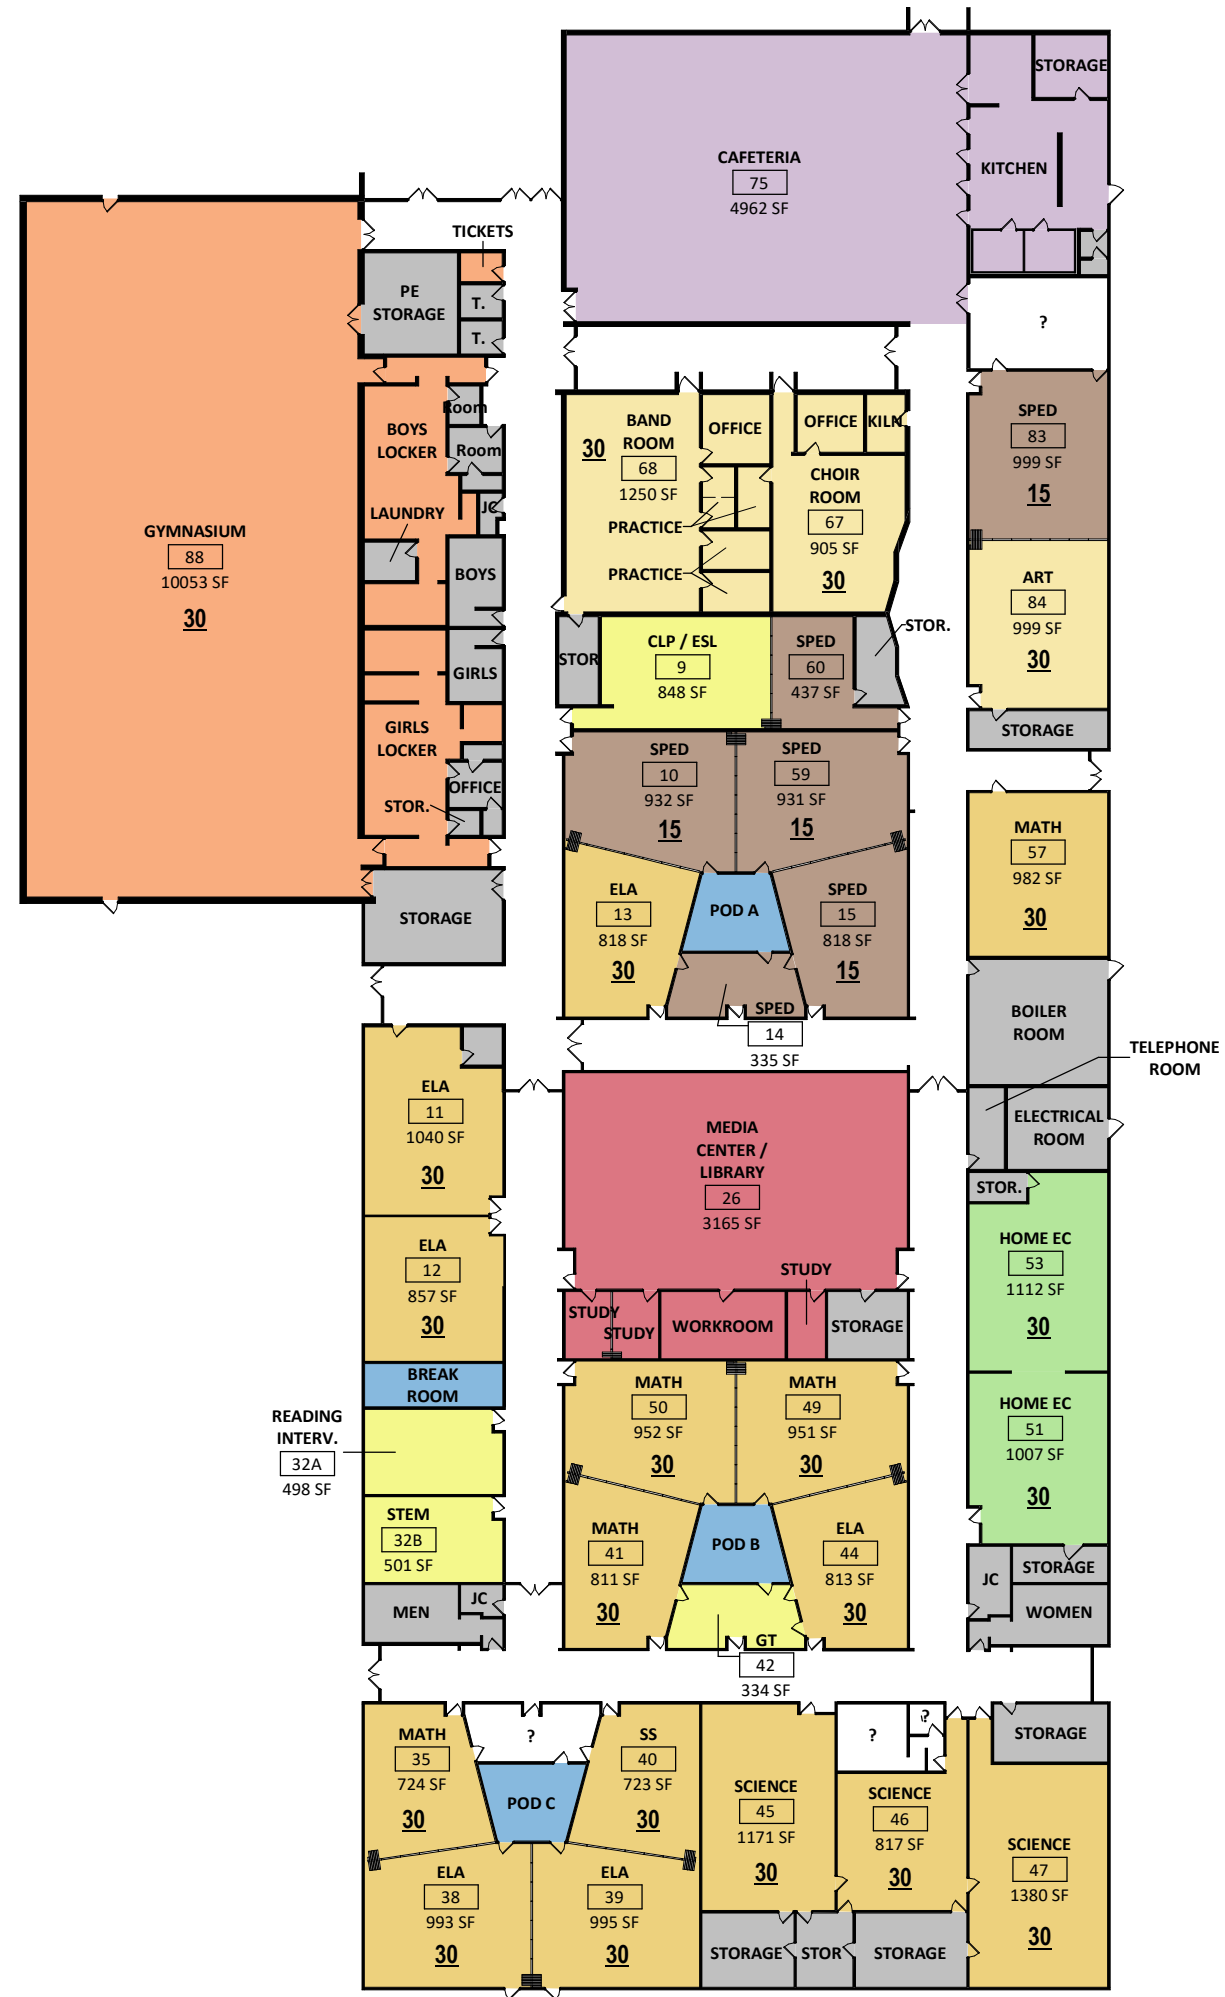 STORAGE
CAFETERIA
75
4962 SF
KITCHEN
TICKETS
PE
STORAGE
T.
T.
?
Room
BOYS
LOCKER
Room
JC
LAUNDRY
BOYS
GYMNASIUM
88
10053 SF
30
GIRLS
GIRLS
LOCKER
OFFICE
STOR.
STORAGE
BAND
ROOM
68
1250 SF
30
OFFICE
OFFICE
KILN
CHOIR
ROOM
67
905 SF
30
PRACTICE
PRACTICE
SPED
83
999 SF
15
ART
84
999 SF
30
STORAGE
STOR
CLP / ESL
9
848 SF
SPED
60
437 SF
STOR.
SPED
10
932 SF
15
SPED
59
931 SF
15
ELA
13
818 SF
30
POD A
SPED
15
818 SF
15
SPED
14
335 SF
MATH
57
982 SF
30
BOILER
ROOM
TELEPHONE
ROOM
ELECTRICAL
ROOM
STOR.
ELA
11
1040 SF
30
ELA
12
857 SF
30
BREAK
ROOM
READING
INTERV.
32A
498 SF
STEM
32B
501 SF
MEN
JC
MEDIA
CENTER /
LIBRARY
26
3165 SF
STUDY
STUDY
STUDY
WORKROOM
STORAGE
HOME EC
53
1112 SF
30
HOME EC
51
1007 SF
30
JC
STORAGE
WOMEN
MATH
50
952 SF
30
MATH
49
951 SF
30
MATH
41
811 SF
30
POD B
ELA
44
813 SF
30
GT
42
334 SF
MATH
35
724 SF
30
?
POD C
SS
40
723 SF
30
ELA
38
993 SF
30
ELA
39
995 SF
30
SCIENCE
45
1171 SF
30
?
?
SCIENCE
46
817 SF
30
STORAGE
SCIENCE
47
1380 SF
30
STORAGE
STOR
STORAGE